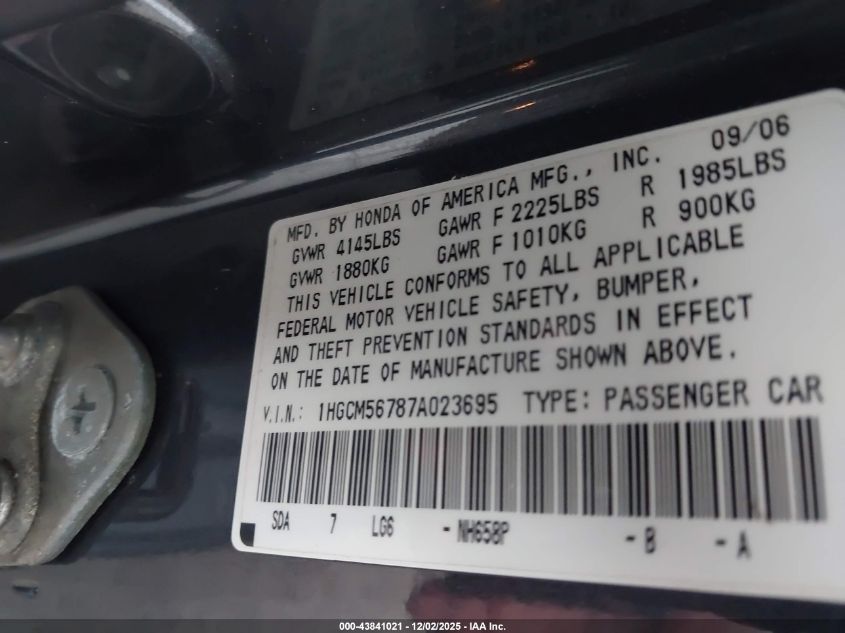 09/06
MFD. BY HONDA OF AMERICA MFG., INC.
GVWR 4145LBS GAWR F 2225LBS R 1985LBS
GVWR 1880KG GAWR F 1010KG R 900KG
THIS VEHICLE CONFORMS TO ALL APPLICABLE
FEDERAL MOTOR VEHICLE SAFETY, BUMPER,
AND THEFT PREVENTION STANDARDS IN EFFECT
ON THE DATE OF MANUFACTURE SHOWN ABOVE.
V.I.N.: 1HGCM56787A023695 TYPE: PASSENGER CAR
SDA 7 LG6 -NH658P -B -A
000-43841021 - 12/02/2025 - IAA Inc.